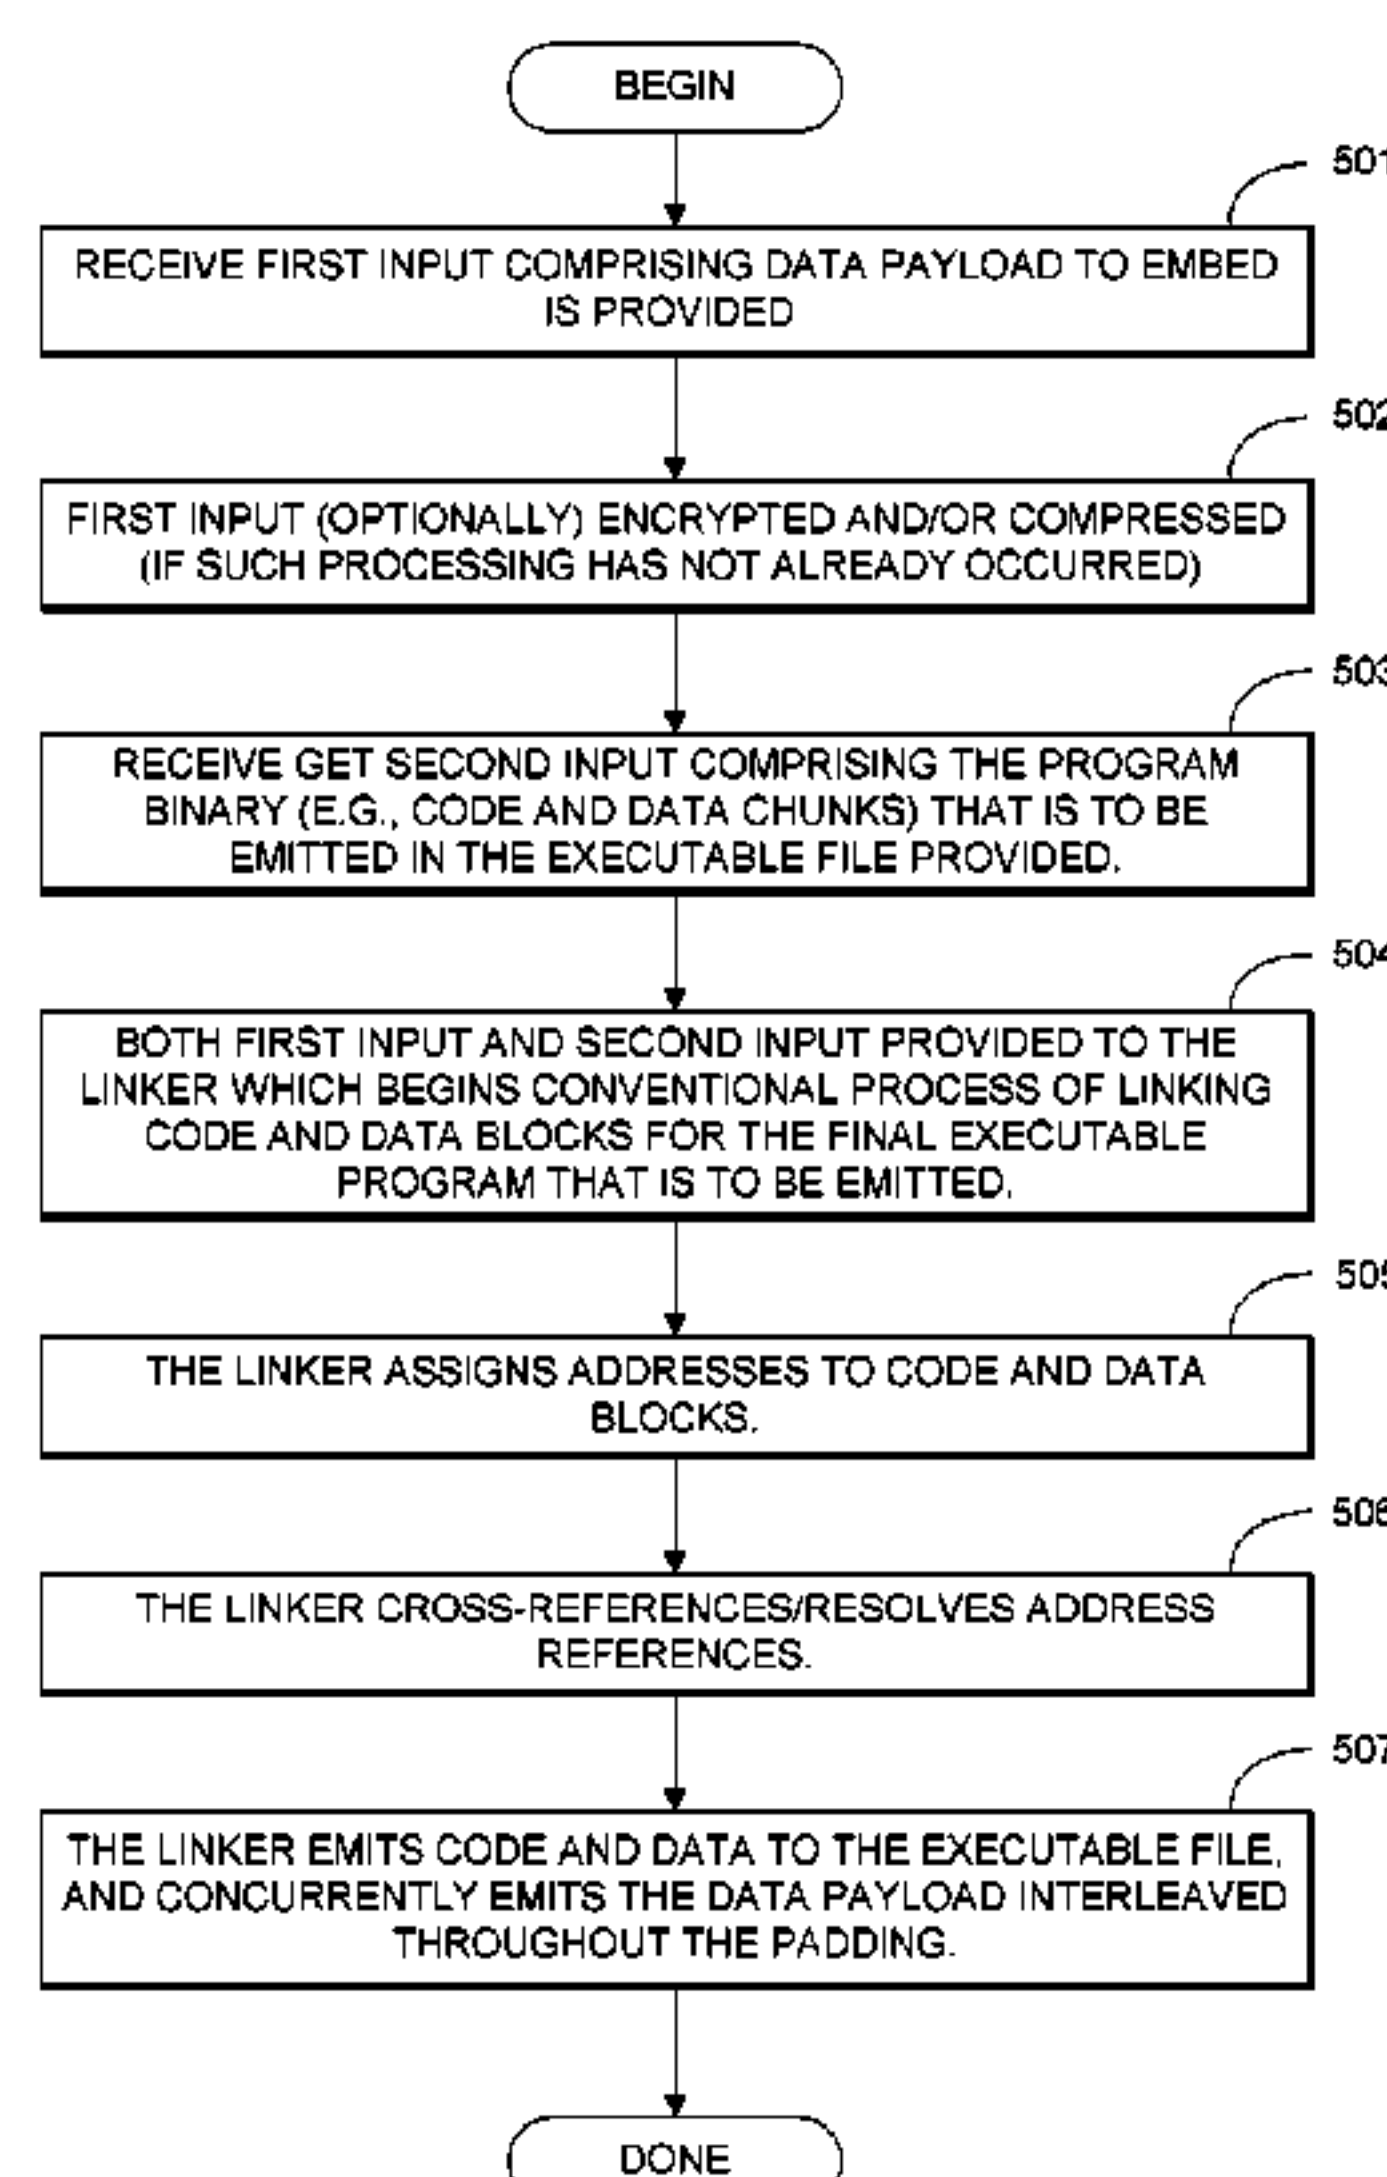 BEGIN
501
RECEIVE FIRST INPUT COMPRISING DATA PAYLOAD TO EMBED
IS PROVIDED
502
FIRST INPUT (OPTIONALLY) ENCRYPTED AND/OR COMPRESSED
(IF SUCH PROCESSING HAS NOT ALREADY OCCURRED)
503
RECEIVE GET SECOND INPUT COMPRISING THE PROGRAM
BINARY (E.G., CODE AND DATA CHUNKS) THAT IS TO BE
EMITTED IN THE EXECUTABLE FILE PROVIDED.
504
BOTH FIRST INPUT AND SECOND INPUT PROVIDED TO THE
LINKER WHICH BEGINS CONVENTIONAL PROCESS OF LINKING
CODE AND DATA BLOCKS FOR THE FINAL EXECUTABLE
PROGRAM THAT IS TO BE EMITTED.
505
THE LINKER ASSIGNS ADDRESSES TO CODE AND DATA
BLOCKS.
506
THE LINKER CROSS-REFERENCES/RESOLVES ADDRESS
REFERENCES.
507
THE LINKER EMITS CODE AND DATA TO THE EXECUTABLE FILE,
AND CONCURRENTLY EMITS THE DATA PAYLOAD INTERLEAVED
THROUGHOUT THE PADDING.
DONE